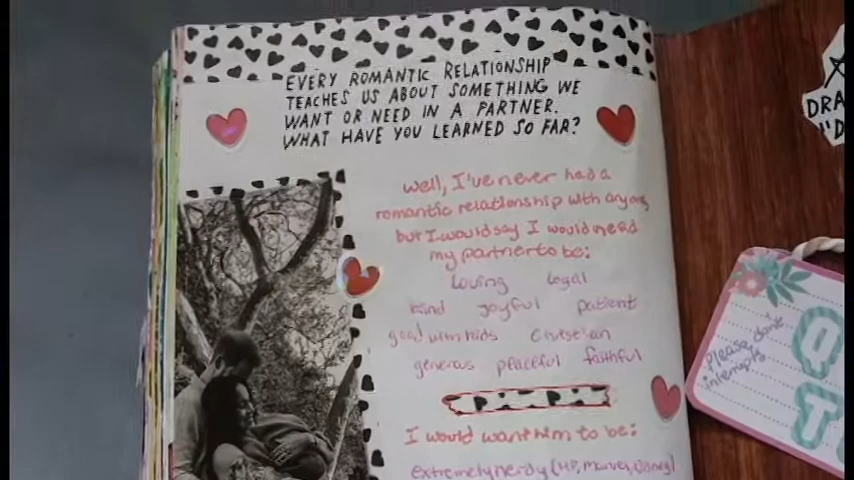 EVERY ROMANTIC RELATIONSHIP
TEACHES US ABOUT SOMETHING WE
WANT OR NEED IN A PARTNER.
WHAT HAVE YOU LEARNED SO FAR?
Well, I've never had a
romantic relationship with anyone,
but I would say I would need
my partner to be:
Loving loyal
kind joyful patient
good with kids
generous peaceful faithful
I would want him to be:
extremely nerdy (HP, Marvel, Disney)
Please don't
interrupt